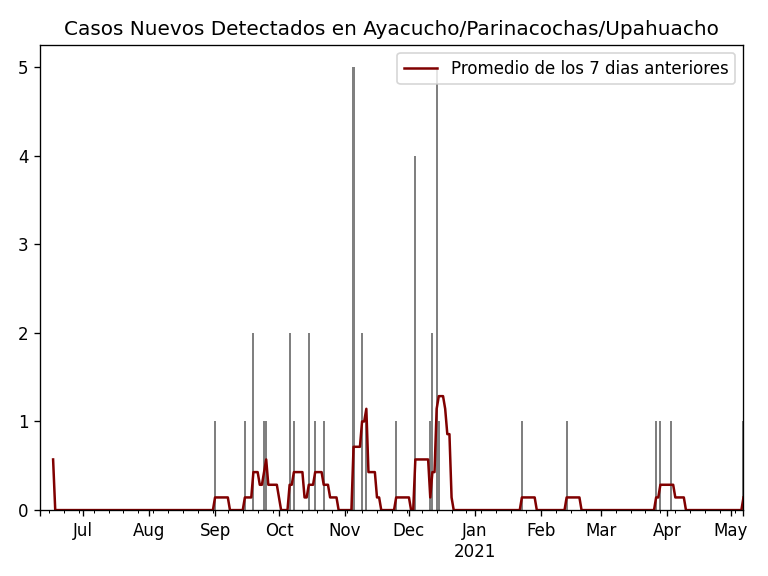 Casos Nuevos Detectados en Ayacucho/Parinacochas/Upahuacho
Promedio de los 7 dias anteriores
5
4
3
2
1
0
Jul Aug Sep Oct Nov Dec Jan Feb Mar Apr May
2021